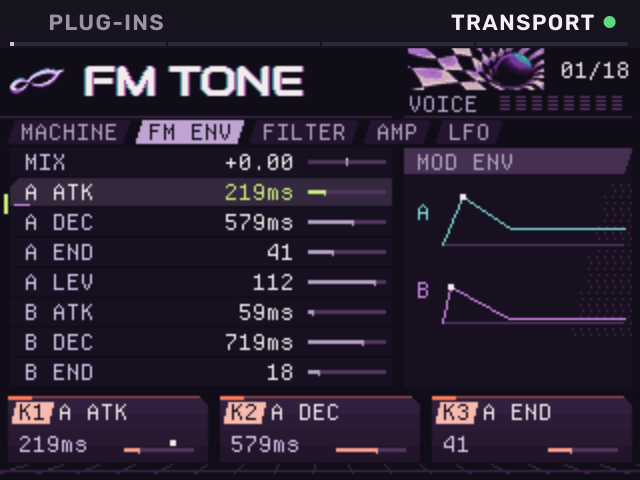 PLUG-INS TRANSPORT
FM TONE
01/18
VOICE
MACHINE FM ENV FILTER AMP LFO
MIX +0.00
MOD ENV
A ATK 219ms
A DEC 579ms
A END 41
A LEV 112
B ATK 59ms
B DEC 719ms
B END 18
A
B
K1 A ATK
219ms
K2 A DEC
579ms
K3 A END
41